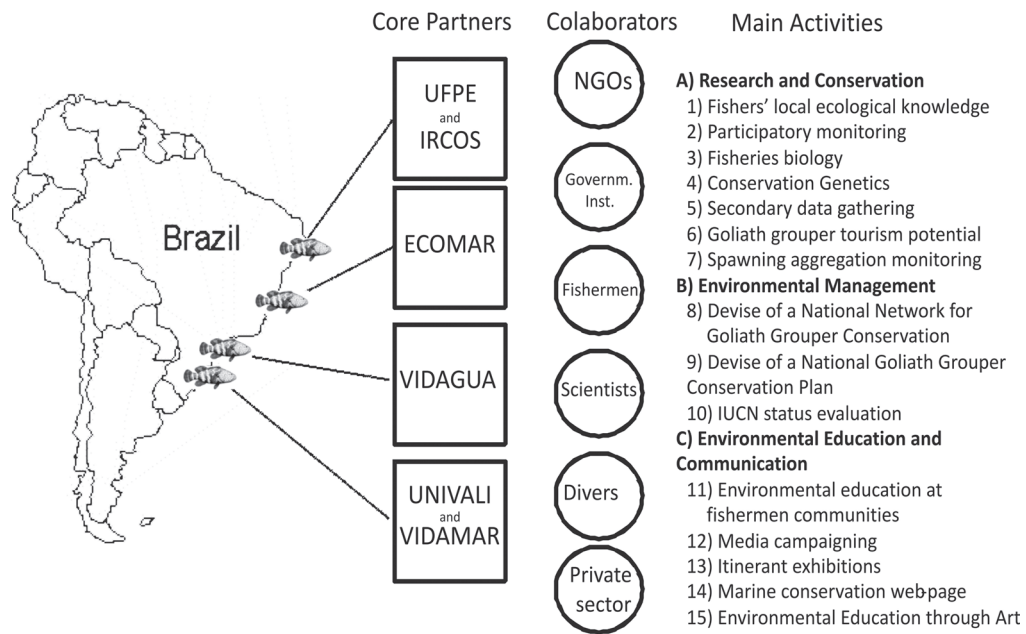 Core Partners
Colaborators
Main Activities
Brazil
UFPE
and
IRCOS
ECOMAR
VIDAGUA
UNIVALI
and
VIDAMAR
NGOs
Governm.
Inst.
Fishermen
Scientists
Divers
Private
sector
A) Research and Conservation
1) Fishers’ local ecological knowledge
2) Participatory monitoring
3) Fisheries biology
4) Conservation Genetics
5) Secondary data gathering
6) Goliath grouper tourism potential
7) Spawning aggregation monitoring
B) Environmental Management
8) Devise of a National Network for
Goliath Grouper Conservation
9) Devise of a National Goliath Grouper
Conservation Plan
10) IUCN status evaluation
C) Environmental Education and
Communication
11) Environmental education at
fishermen communities
12) Media campaigning
13) Itinerant exhibitions
14) Marine conservation web-page
15) Environmental Education through Art